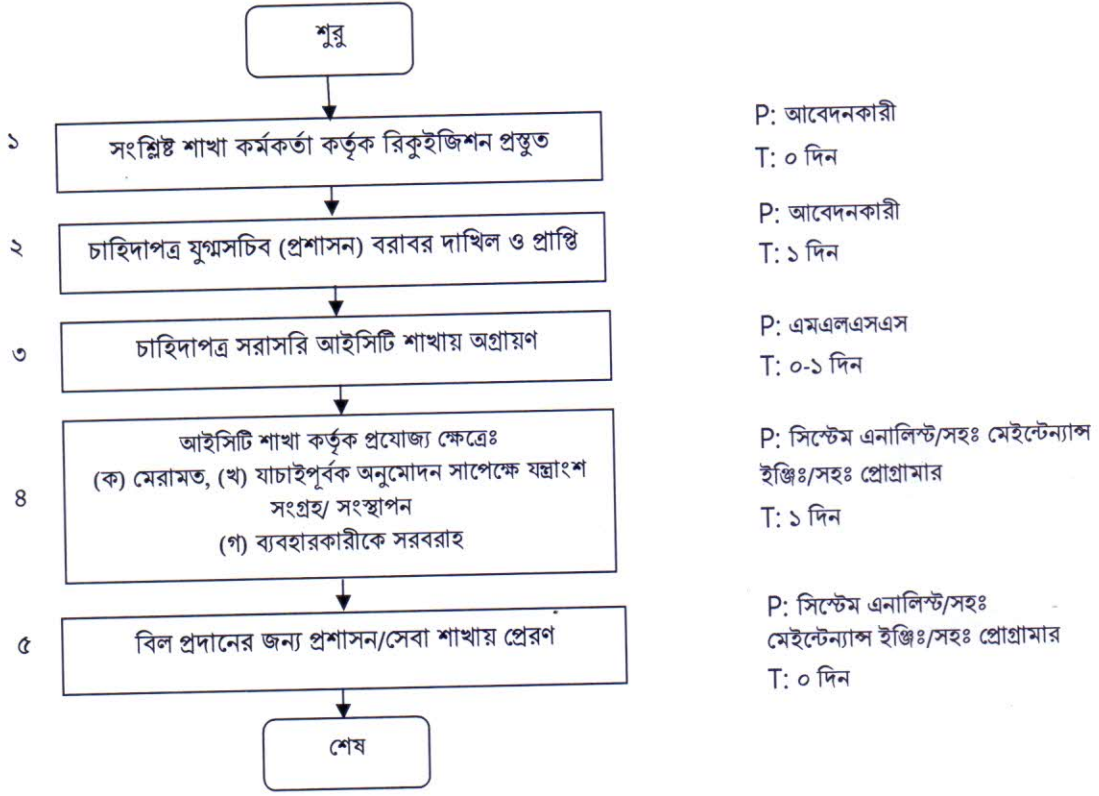 শুরু
১
সংশ্লিষ্ট শাখা কর্মকর্তা কর্তৃক রিকুইজিশন প্রস্তুত
P: আবেদনকারী
T: ০ দিন
২
চাহিদাপত্র যুগ্মসচিব (প্রশাসন) বরাবর দাখিল ও প্রাপ্তি
P: আবেদনকারী
T: ১ দিন
৩
চাহিদাপত্র সরাসরি আইসিটি শাখায় অগ্রায়ণ
P: এমএলএসএস
T: ০-১ দিন
৪
আইসিটি শাখা কর্তৃক প্রযোজ্য ক্ষেত্রেঃ
(ক) মেরামত, (খ) যাচাইপূর্বক অনুমোদন সাপেক্ষে যন্ত্রাংশ
সংগ্রহ/ সংস্থাপন
(গ) ব্যবহারকারীকে সরবরাহ
P: সিস্টেম এনালিস্ট/সহঃ মেইন্টেন্যান্স
ইঞ্জিঃ/সহঃ প্রোগ্রামার
T: ১ দিন
৫
বিল প্রদানের জন্য প্রশাসন/সেবা শাখায় প্রেরণ
P: সিস্টেম এনালিস্ট/সহঃ
মেইন্টেন্যান্স ইঞ্জিঃ/সহঃ প্রোগ্রামার
T: ০ দিন
শেষ